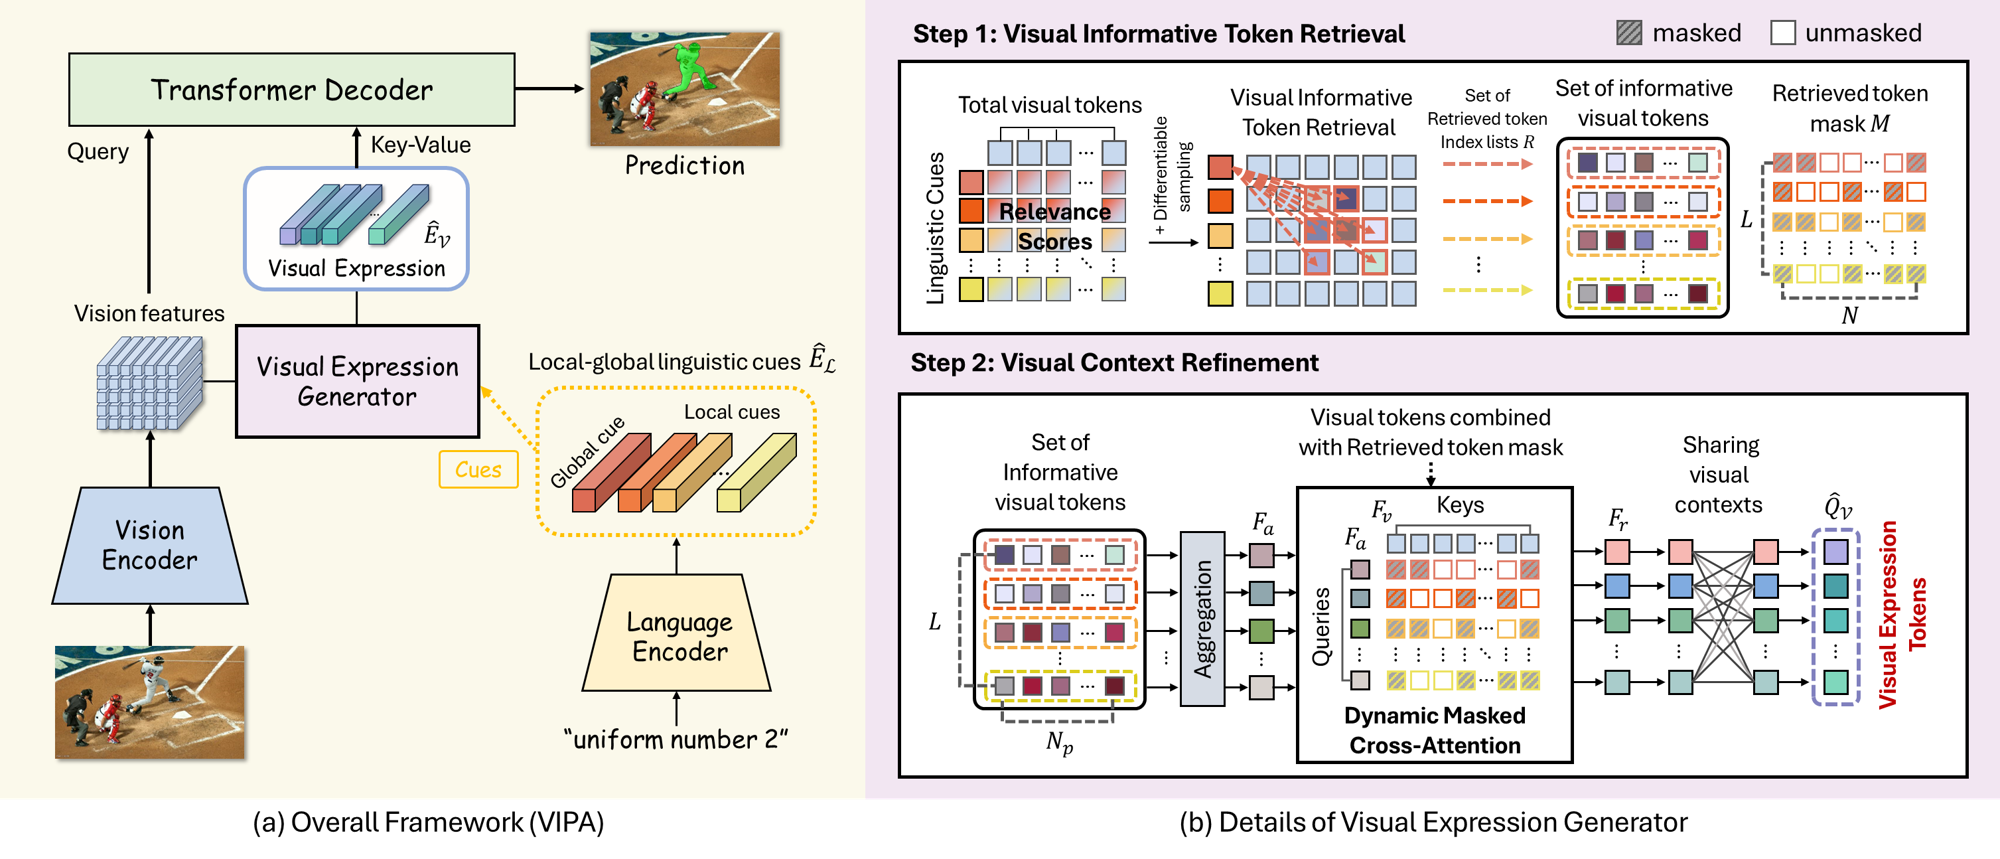 Transformer Decoder
Prediction
Query
Key-Value
...
$\hat{E}_{\mathcal{V}}$
Visual Expression
Vision features
Visual Expression
Generator
Local-global linguistic cues $\hat{E}_{\mathcal{L}}$
Global cue
Local cues
...
Cues
Vision
Encoder
Language
Encoder
“uniform number 2”
(a) Overall Framework (VIPA)
Step 1: Visual Informative Token Retrieval
masked
unmasked
Total visual tokens
Linguistic Cues
Relevance
Scores
+ Differentiable
sampling
Visual Informative
Token Retrieval
Set of
Retrieved token
Index lists R
Set of informative
visual tokens
Retrieved token
mask M
L
N
Step 2: Visual Context Refinement
Set of
Informative
visual tokens
L
N_p
Aggregation
F_a
Visual tokens combined
with Retrieved token mask
F_v
Keys
F_a
Queries
Dynamic Masked
Cross-Attention
F_r
Sharing
visual
contexts
$\hat{Q}_{\mathcal{V}}$
Visual Expression
Tokens
(b) Details of Visual Expression Generator